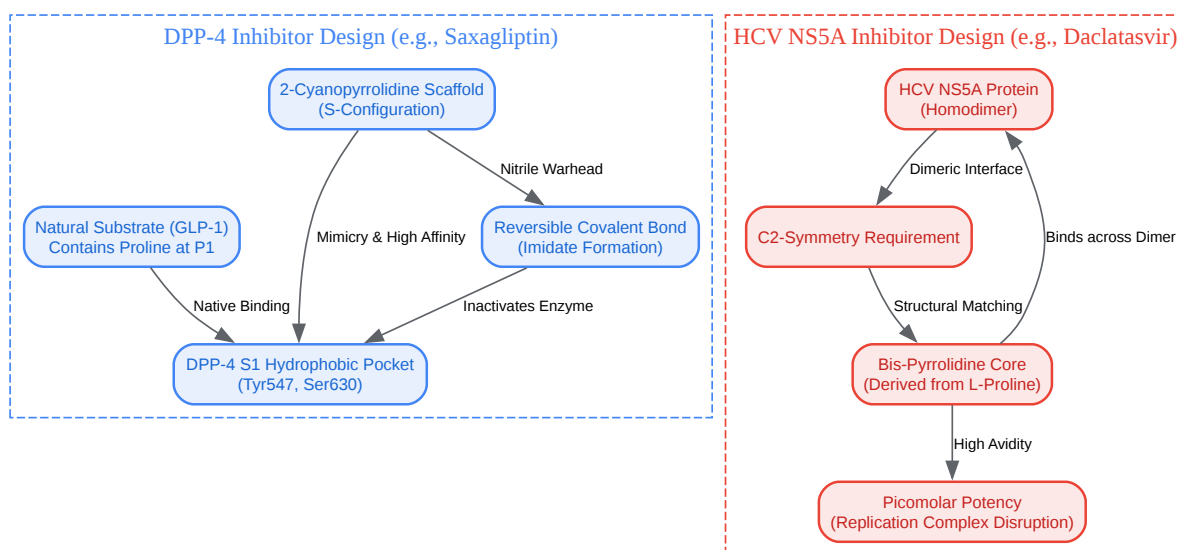 DPP-4 Inhibitor Design (e.g., Saxagliptin)
2-Cyanopyrrolidine Scaffold
(S-Configuration)
Nitrile Warhead
Natural Substrate (GLP-1)
Contains Proline at P1
Mimicry & High Affinity
Reversible Covalent Bond
(Imidate Formation)
Native Binding
Inactivates Enzyme
DPP-4 S1 Hydrophobic Pocket
(Tyr547, Ser630)
HCV NS5A Inhibitor Design (e.g., Daclatasvir)
HCV NS5A Protein
(Homodimer)
Dimeric Interface
C2-Symmetry Requirement
Binds across Dimer
Structural Matching
Bis-Pyrrolidine Core
(Derived from L-Proline)
High Avidity
Picomolar Potency
(Replication Complex Disruption)